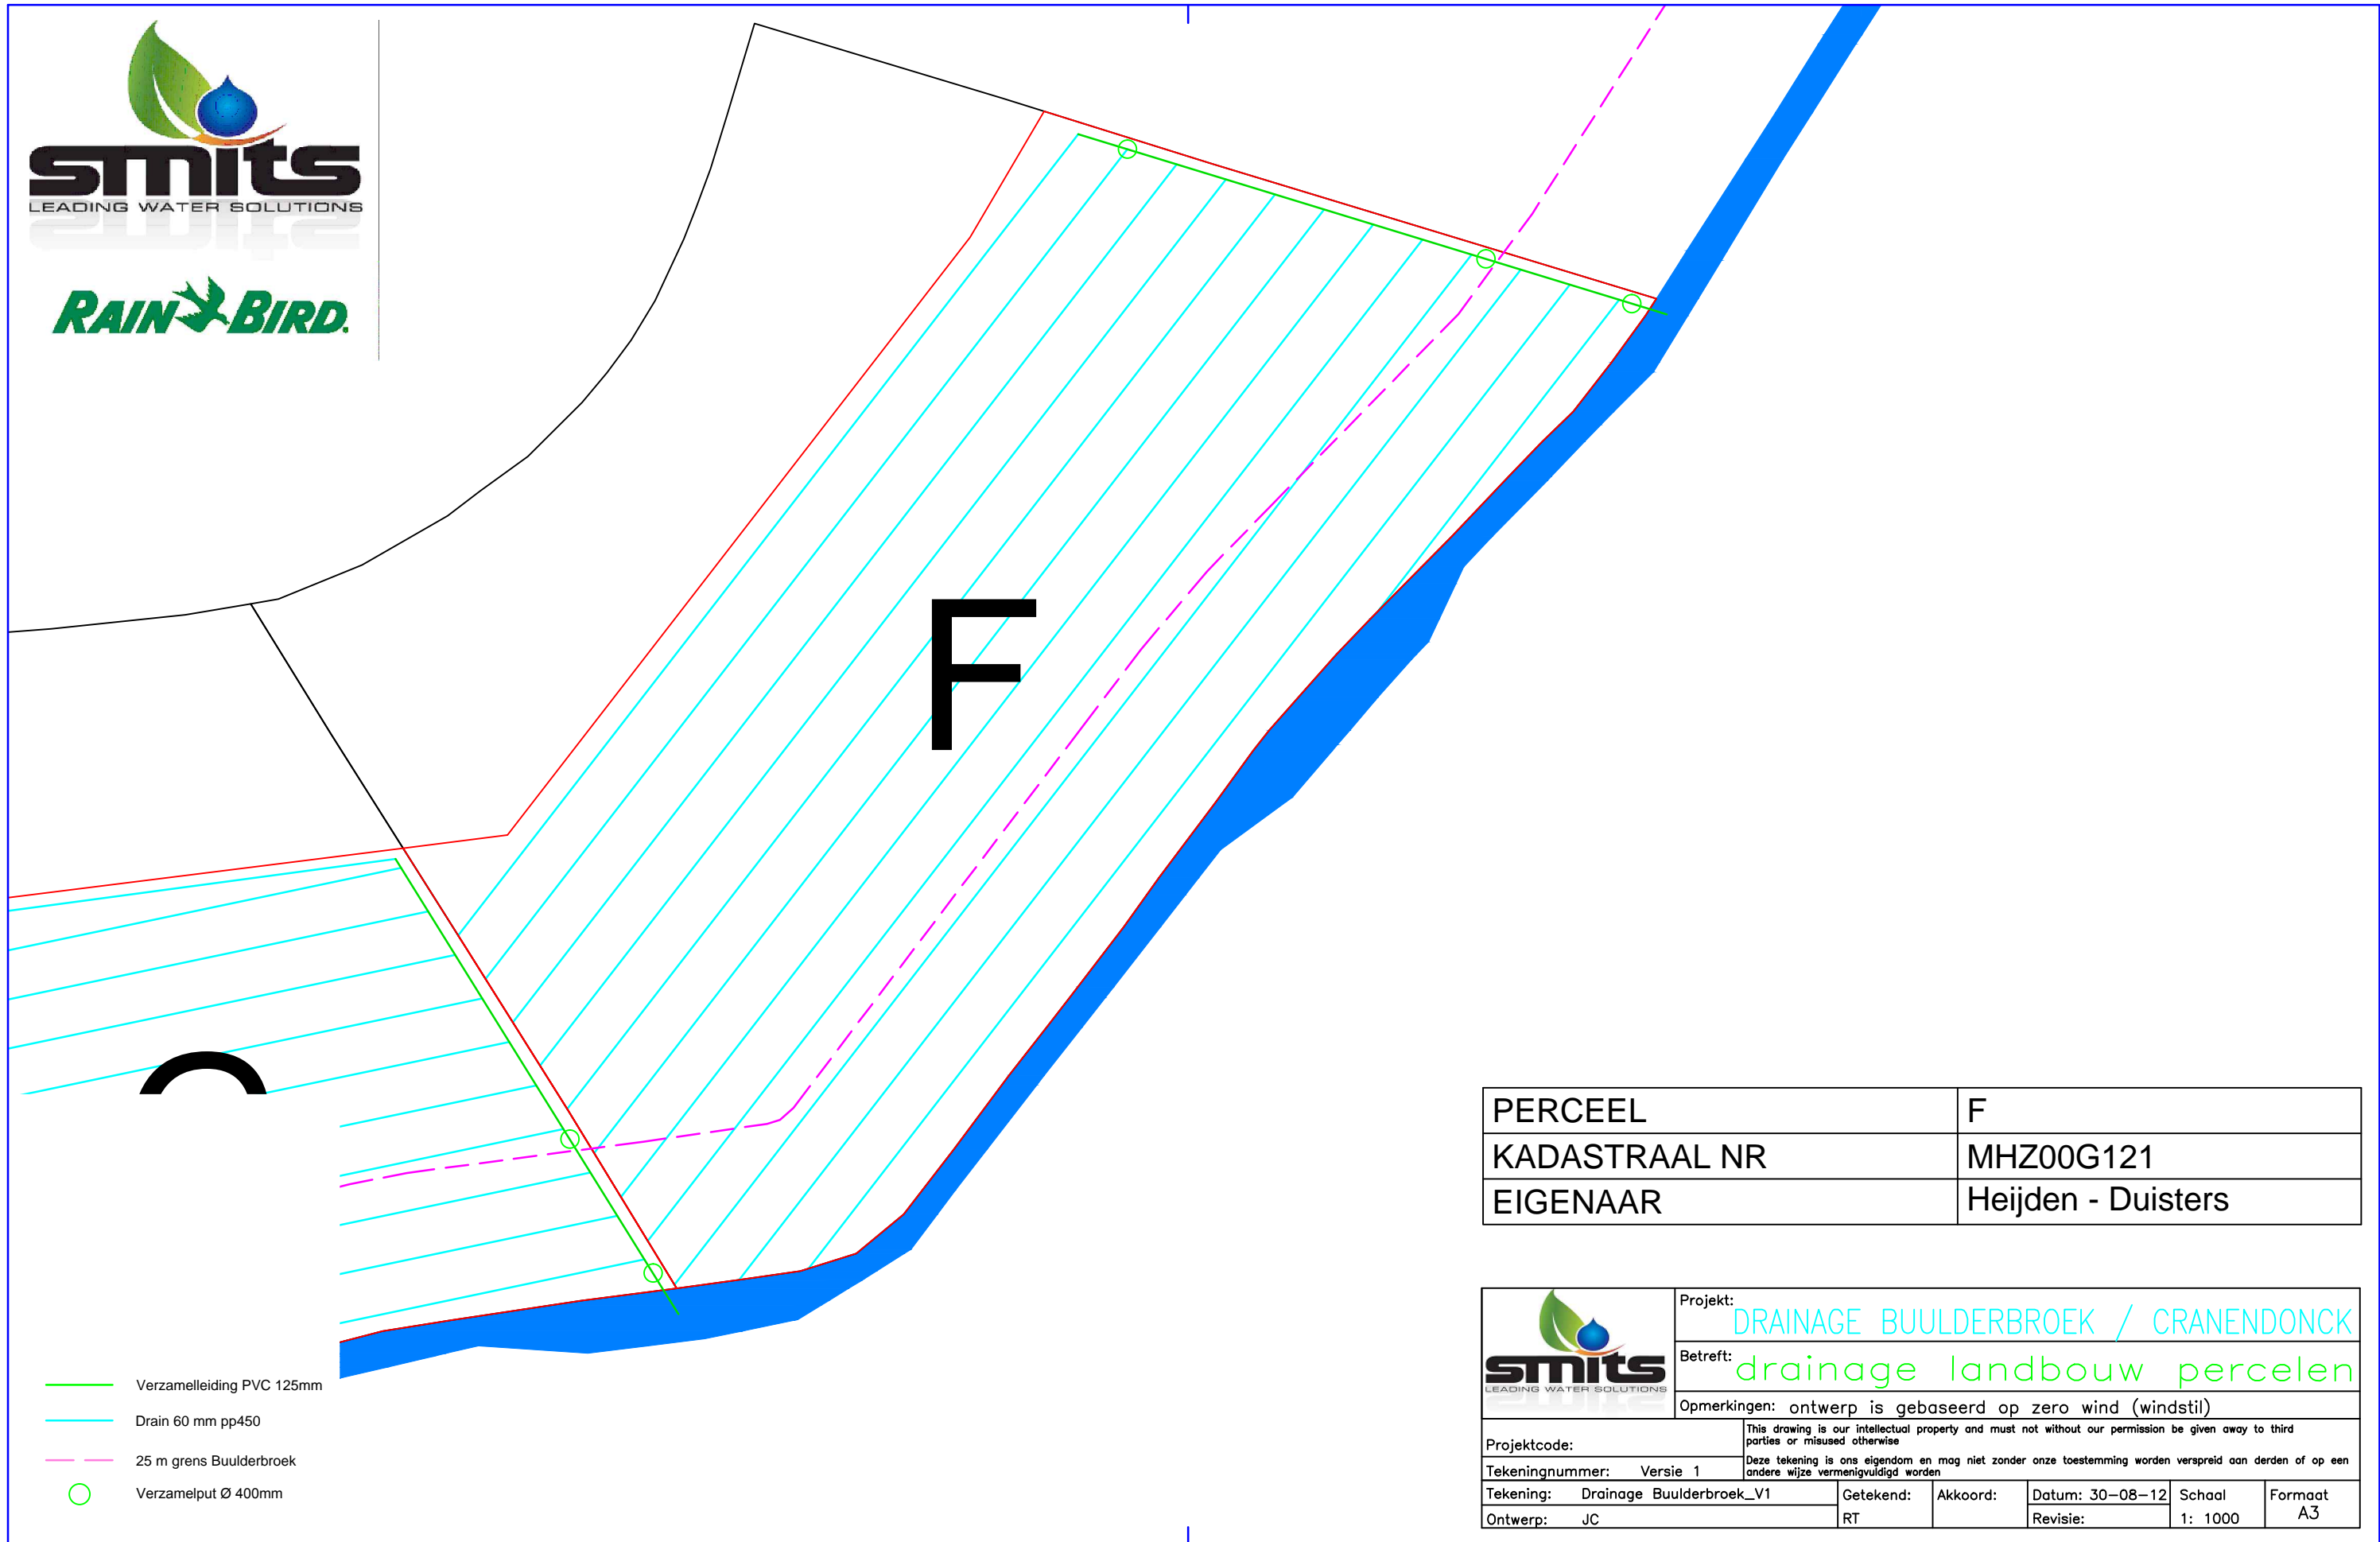 smits
LEADING WATER SOLUTIONS
RAIN BIRD.
F
PERCEEL F
KADASTRAAL NR MHZ00G121
EIGENAAR Heijden - Duisters
Verzamelleiding PVC 125mm
Drain 60 mm pp450
25 m grens Buulderbroek
Verzamelput Ø 400mm
smits
LEADING WATER SOLUTIONS
Projekt: DRAINAGE BUULDERBROEK / CRANENDONCK
Betreft: drainage landbouw percelen
Opmerkingen: ontwerp is gebaseerd op zero wind (windstil)
Projektcode:
This drawing is our intellectual property and must not without our permission be given away to third
parties or misused otherwise
Deze tekening is ons eigendom en mag niet zonder onze toestemming worden verspreid aan derden of op een
andere wijze vermenigvuldigd worden
Tekeningnummer: Versie 1
Tekening: Drainage Buulderbroek_V1
Getekend: Akkoord: Datum: 30-08-12 Schaal Formaat
Ontwerp: JC RT Revisie: 1: 1000 A3